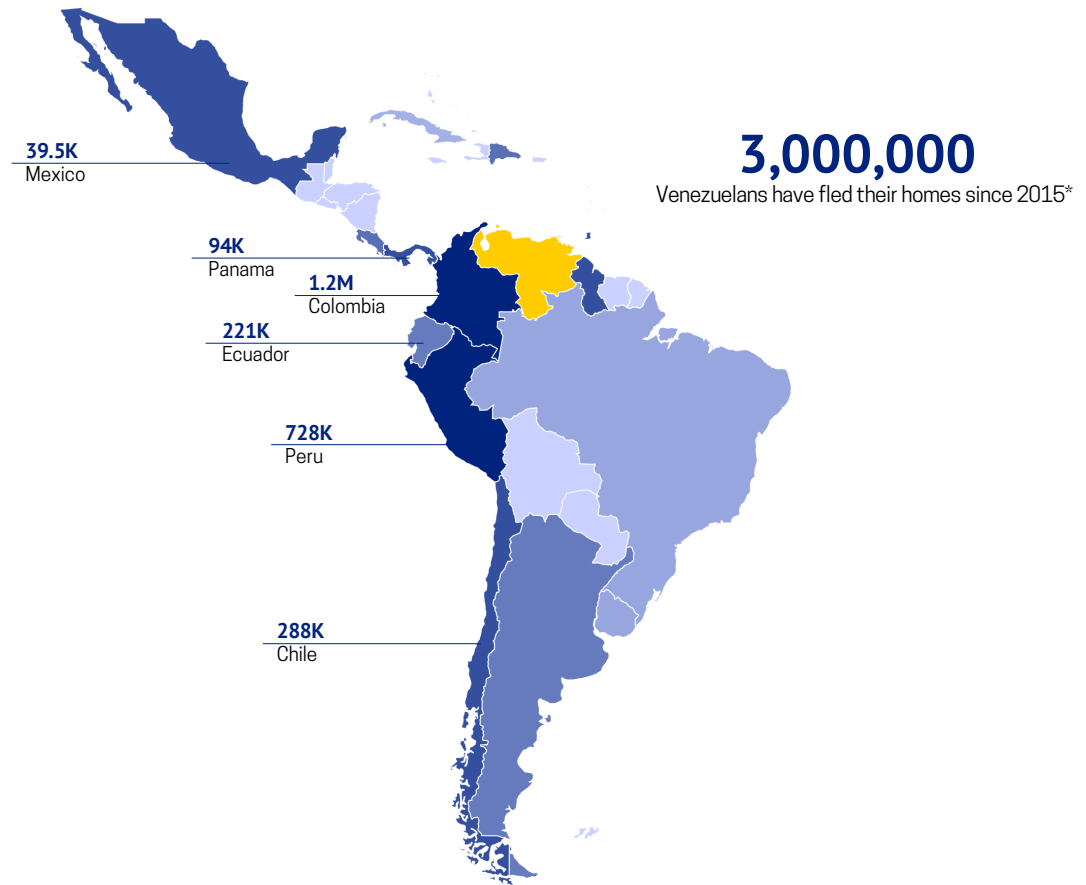 3,000,000
Venezuelans have fled their homes since 2015*
39.5K
Mexico
94K
Panama
1.2M
Colombia
221K
Ecuador
728K
Peru
288K
Chile